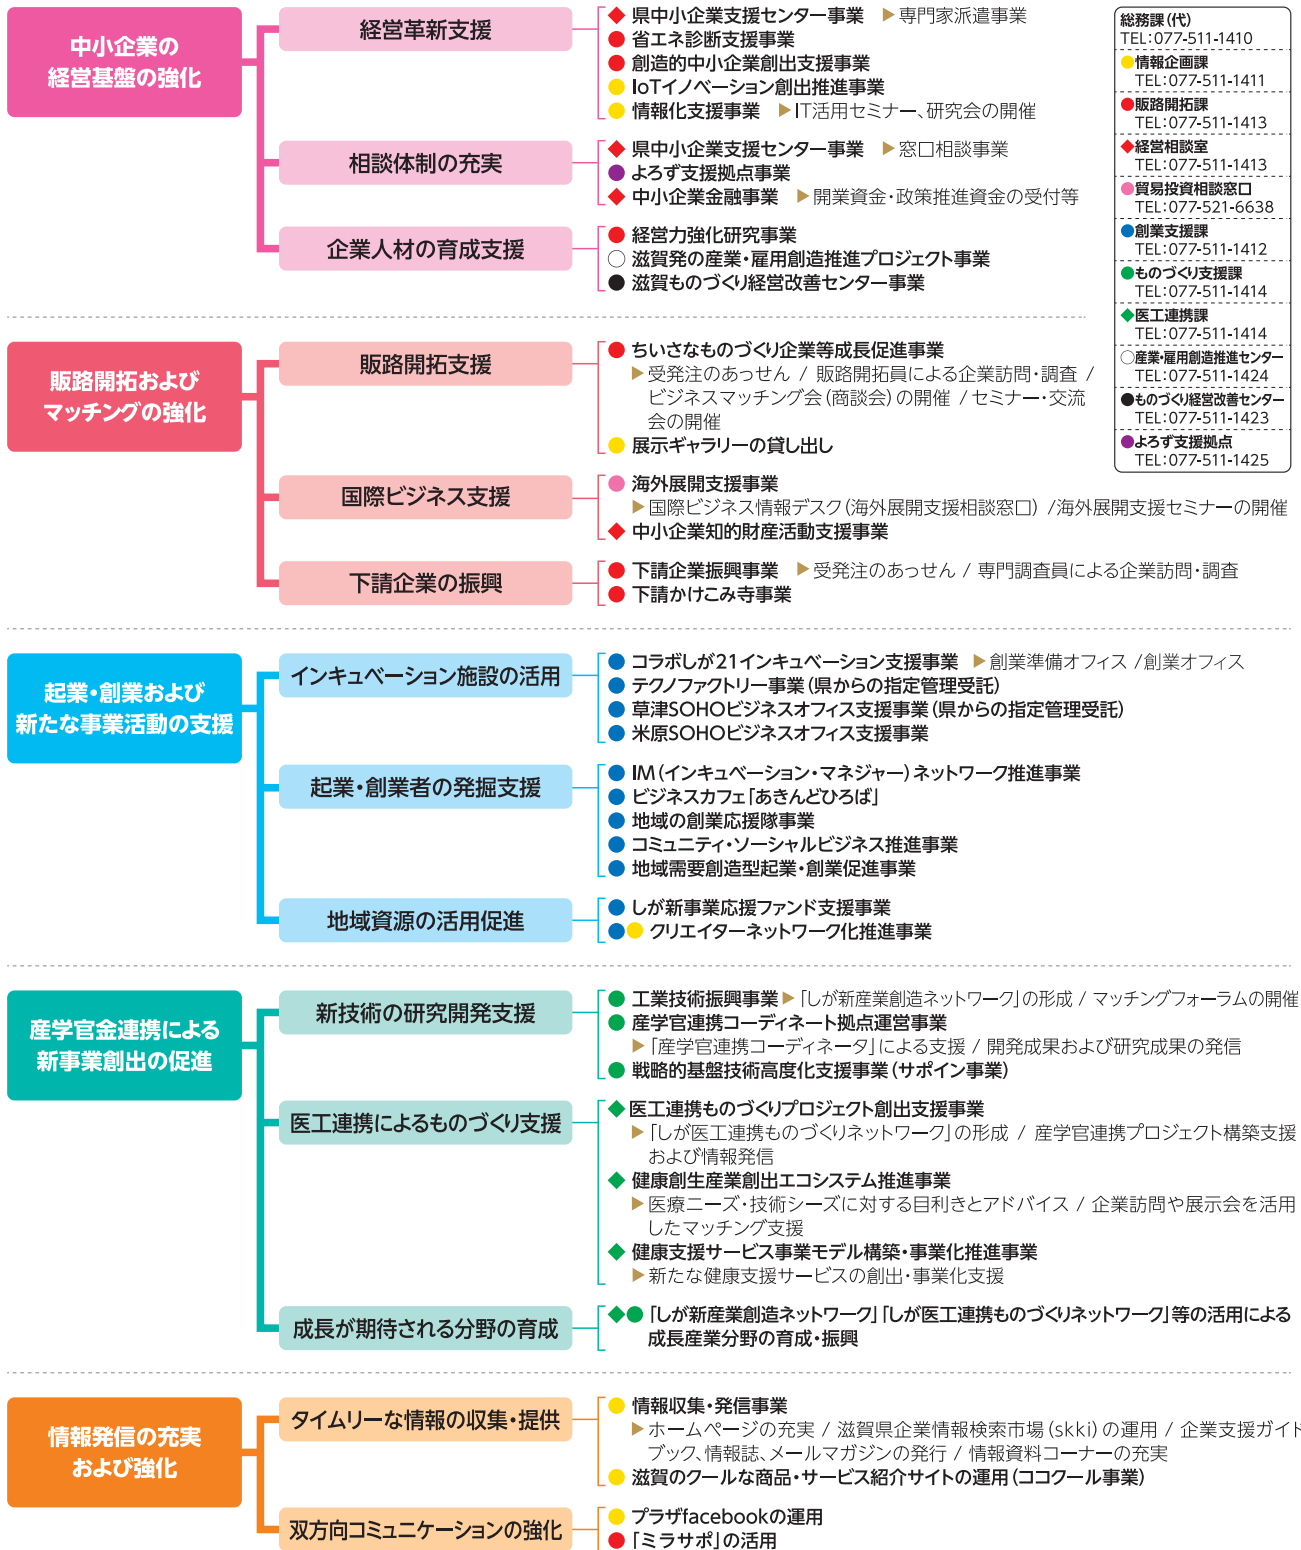 中小企業の
経営基盤の強化
経営革新支援
◆ 県中小企業支援センター事業 ▶専門家派遣事業
● 省エネ診断支援事業
● 創造的中小企業創出支援事業
● IoTイノベーション創出推進事業
● 情報化支援事業 ▶IT活用セミナー、研究会の開催
相談体制の充実
◆ 県中小企業支援センター事業 ▶窓口相談事業
● よろず支援拠点事業
◆ 中小企業金融事業 ▶開業資金・政策推進資金の受付等
企業人材の育成支援
● 経営力強化研究事業
○ 滋賀発の産業・雇用創造推進プロジェクト事業
● 滋賀ものづくり経営改善センター事業
総務課(代)
TEL:077-511-1410
●情報企画課
TEL:077-511-1411
●販路開拓課
TEL:077-511-1413
◆経営相談室
TEL:077-511-1413
●貿易投資相談窓口
TEL:077-521-6638
●創業支援課
TEL:077-511-1412
●ものづくり支援課
TEL:077-511-1414
◆医工連携課
TEL:077-511-1414
○産業・雇用創造推進センター
TEL:077-511-1424
●ものづくり経営改善センター
TEL:077-511-1423
●よろず支援拠点
TEL:077-511-1425
販路開拓および
マッチングの強化
販路開拓支援
● ちいさなものづくり企業等成長促進事業
▶受発注のあっせん / 販路開拓員による企業訪問・調査 /
ビジネスマッチング会(商談会)の開催 /セミナー・交流
会の開催
● 展示ギャラリーの貸し出し
国際ビジネス支援
● 海外展開支援事業
▶国際ビジネス情報デスク(海外展開支援相談窓口) /海外展開支援セミナーの開催
◆ 中小企業知的財産活動支援事業
下請企業の振興
● 下請企業振興事業 ▶受発注のあっせん / 専門調査員による企業訪問・調査
● 下請かけこみ寺事業
起業・創業および
新たな事業活動の支援
インキュベーション施設の活用
● コラボしが21インキュベーション支援事業 ▶創業準備オフィス /創業オフィス
● テクノファクトリー事業(県からの指定管理受託)
● 草津SOHOビジネスオフィス支援事業(県からの指定管理受託)
● 米原SOHOビジネスオフィス支援事業
起業・創業者の発掘支援
● IM(インキュベーション・マネジャー)ネットワーク推進事業
● ビジネスカフェ「あきんどひろば」
● 地域の創業応援隊事業
● コミュニティ・ソーシャルビジネス推進事業
● 地域需要創造型起業・創業促進事業
地域資源の活用促進
● しが新事業応援ファンド支援事業
●● クリエイターネットワーク化推進事業
産学官金連携による
新事業創出の促進
新技術の研究開発支援
● 工業技術振興事業▶「しが新産業創造ネットワーク」の形成 / マッチングフォーラムの開催
● 産学官連携コーディネート拠点運営事業
▶「産学官連携コーディネータ」による支援 / 開発成果および研究成果の発信
● 戦略的基盤技術高度化支援事業(サポイン事業)
医工連携によるものづくり支援
◆ 医工連携ものづくりプロジェクト創出支援事業
▶「しが医工連携ものづくりネットワーク」の形成 / 産学官連携プロジェクト構築支援
および情報発信
◆ 健康創生産業創出エコシステム推進事業
▶医療ニーズ・技術シーズに対する目利きとアドバイス / 企業訪問や展示会を活用
したマッチング支援
◆ 健康支援サービス事業モデル構築・事業化推進事業
▶新たな健康支援サービスの創出・事業化支援
成長が期待される分野の育成
◆●「しが新産業創造ネットワーク」「しが医工連携ものづくりネットワーク」等の活用による
成長産業分野の育成・振興
情報発信の充実
および強化
タイムリーな情報の収集・提供
● 情報収集・発信事業
▶ホームページの充実 / 滋賀県企業情報検索市場(skki)の運用 / 企業支援ガイド
ブック、情報誌、メールマガジンの発行 / 情報資料コーナーの充実
● 滋賀のクールな商品・サービス紹介サイトの運用(ココクール事業)
双方向コミュニケーションの強化
● プラザfacebookの運用
● 「ミラサポ」の活用